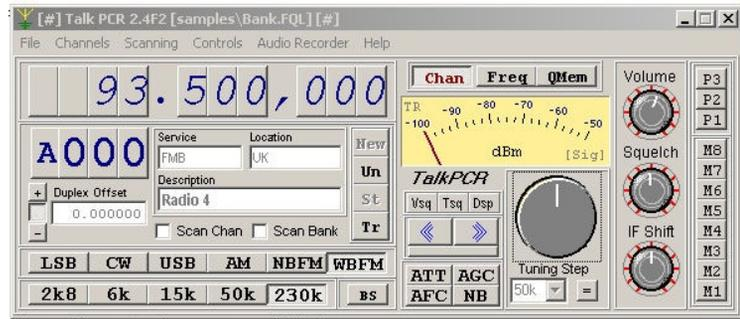 [#] Talk PCR 2.4F2 [samples\Bank.FQL] [#]
File Channels Scanning Controls Audio Recorder Help
93.500,000
A000
Service Location
FMB UK
Description
Radio 4
New
Un
St
Tr
+ Duplex Offset
0.000000
-
Scan Chan Scan Bank
LSB CW USB AM NBFM WBFM
2k8 6k 15k 50k 230k BS
Chan Freq QMem
TR -100 -90 -80 -70 -60 -50
dBm [Sig]
TalkPCR
Vsq Tsq Dsp
ATT AGC
AFC NB
Tuning Step
50k =
Volume
Squelch
IF Shift
P3
P2
P1
M8
M7
M6
M5
M4
M3
M2
M1